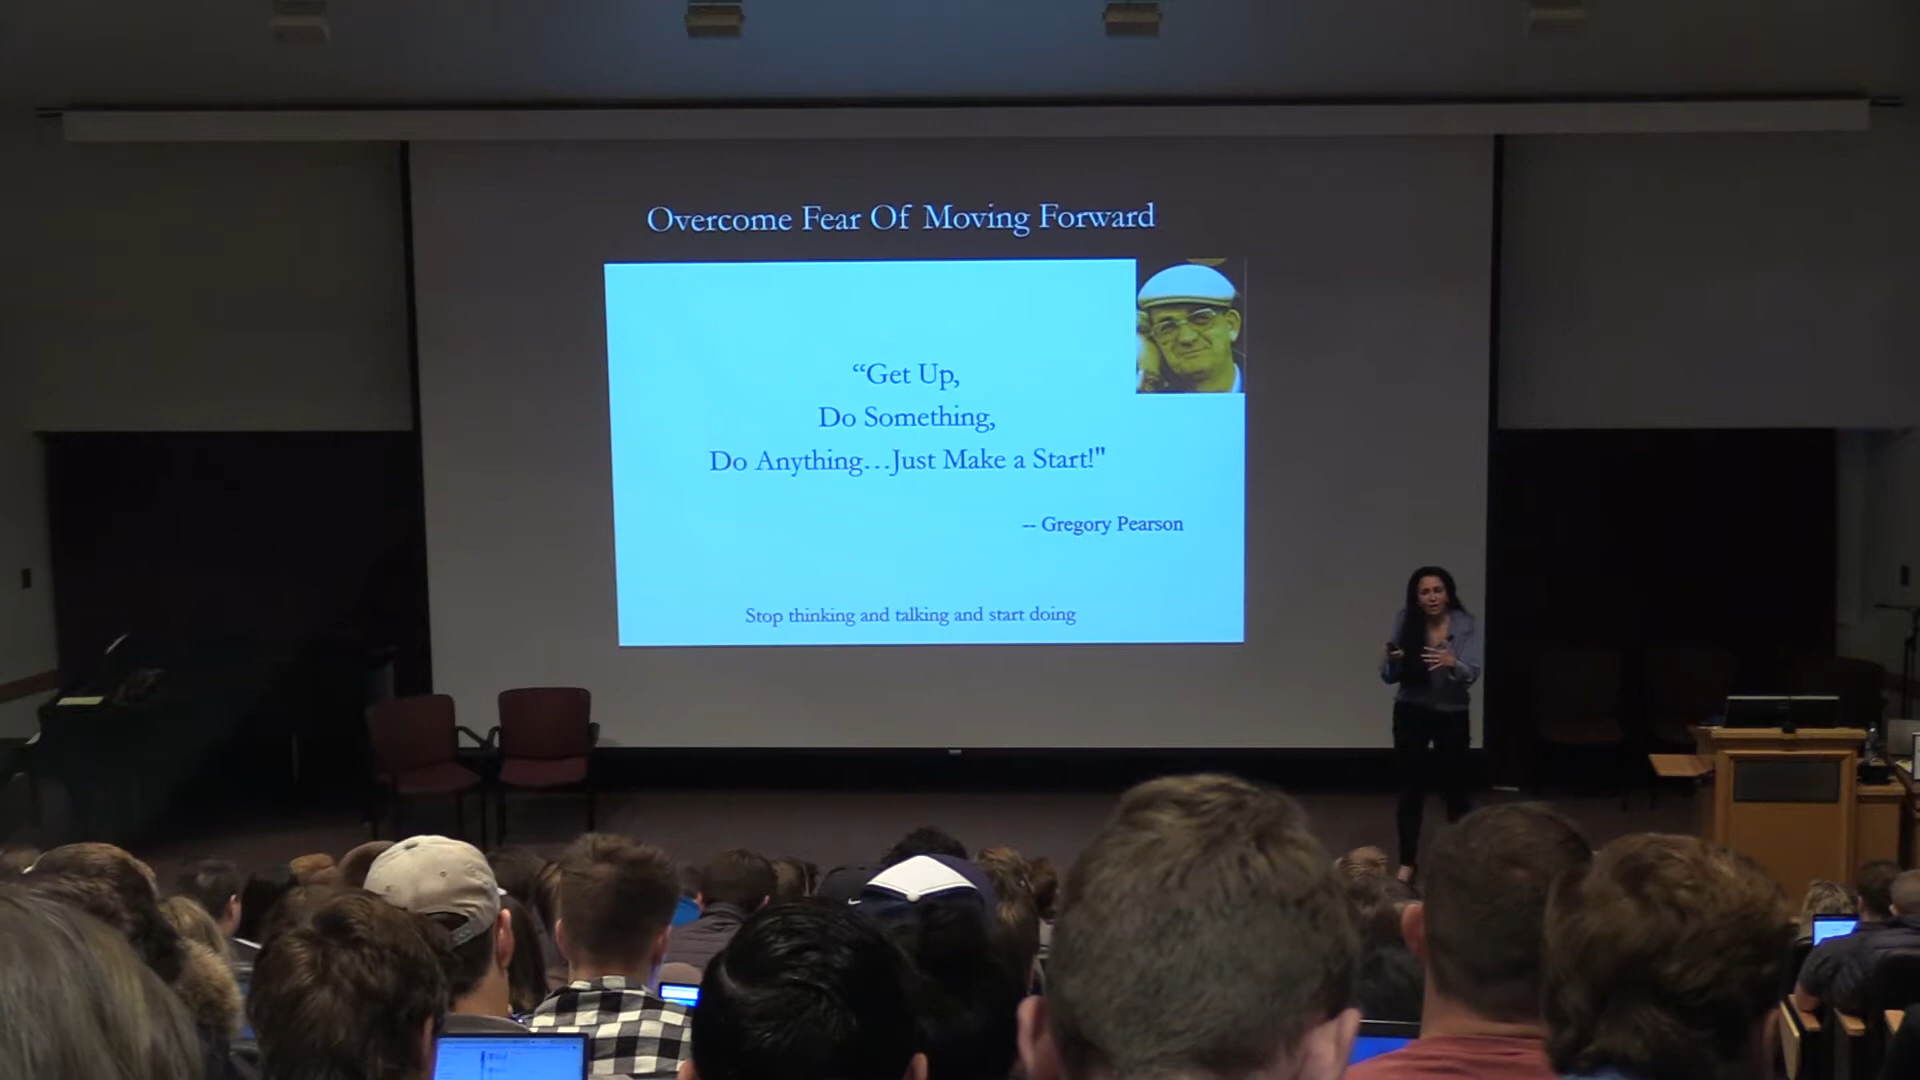 Overcome Fear Of Moving Forward
“Get Up,
Do Something,
Do Anything…Just Make a Start!"
-- Gregory Pearson
Stop thinking and talking and start doing